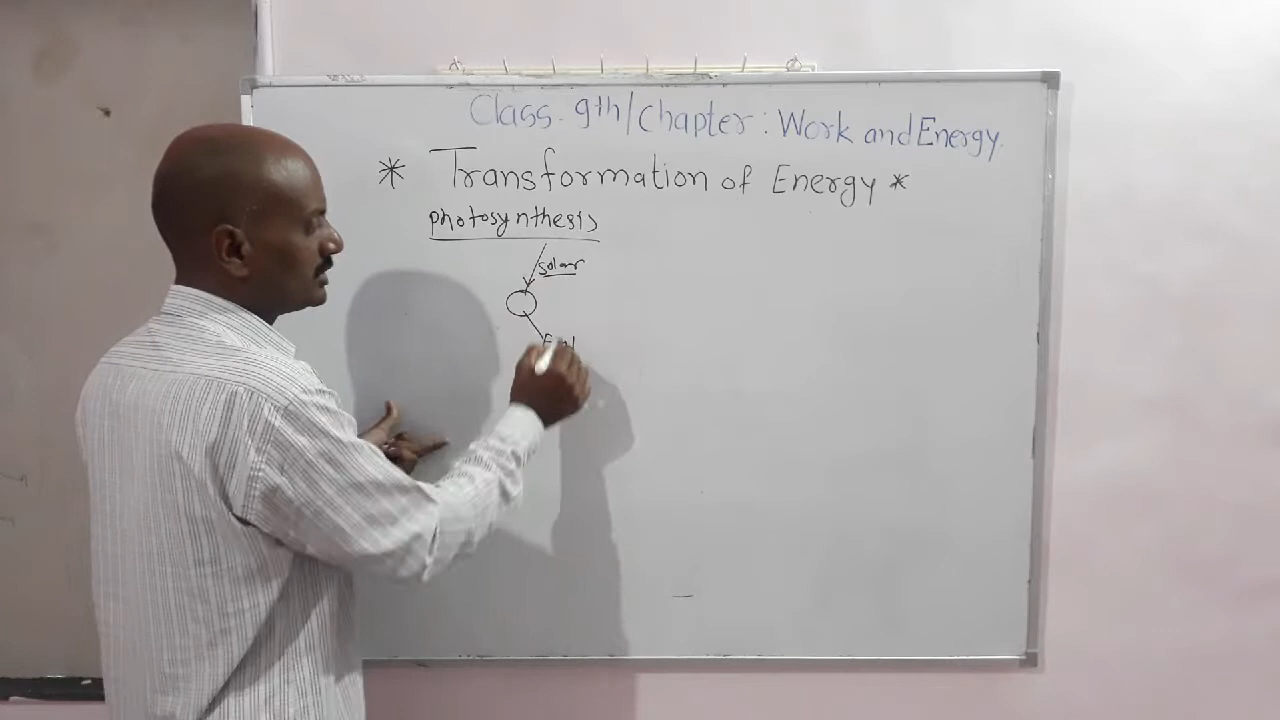 Class. 9th/Chapter: Work and Energy.
* Transformation of Energy *
photosynthesis
solar